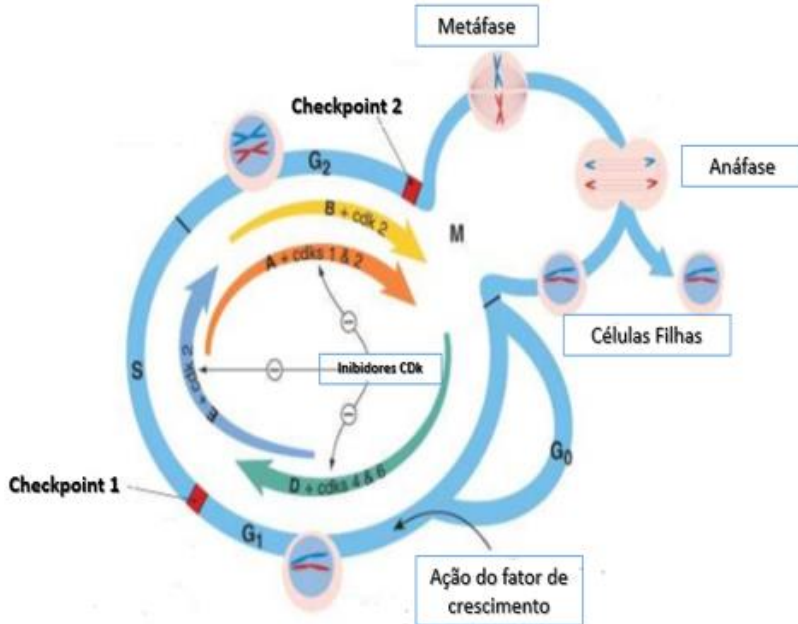 Metáfase
Checkpoint 2
G₂
Anáfase
B + cdk 2
M
A + cdks 1 & 2
Células Filhas
S
Inibidores CDk
E + cdk 2
G₀
D + cdks 4 & 6
Checkpoint 1
G₁
Ação do fator de
crescimento